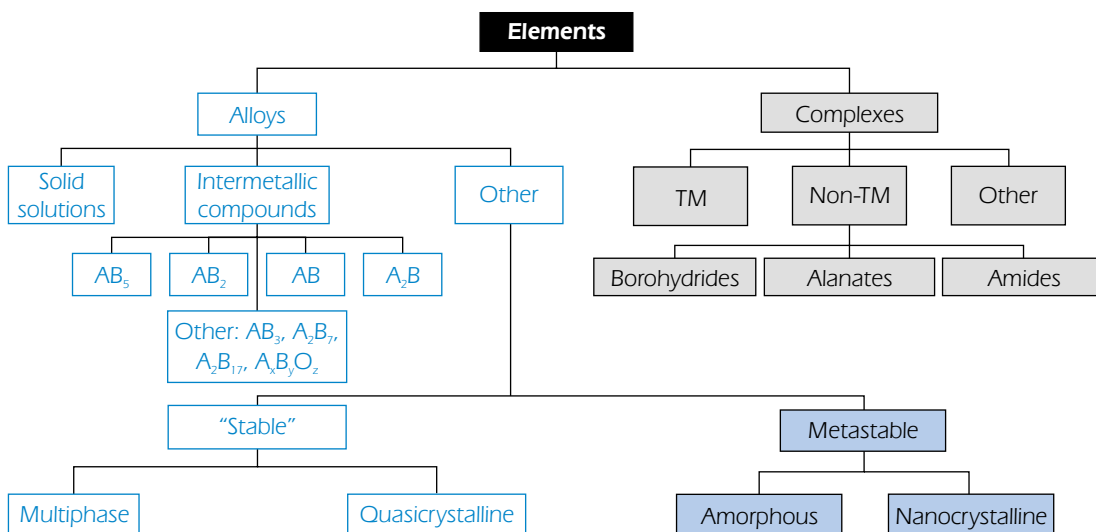 Elements
Alloys
Complexes
Solid
solutions
Intermetallic
compounds
Other
TM
Non-TM
Other
AB₅
AB₂
AB
A₂B
Borohydrides
Alanates
Amides
Other: AB₃, A₂B₇,
A₂B₁₇, AₓB_yO_z
“Stable”
Metastable
Multiphase
Quasicrystalline
Amorphous
Nanocrystalline